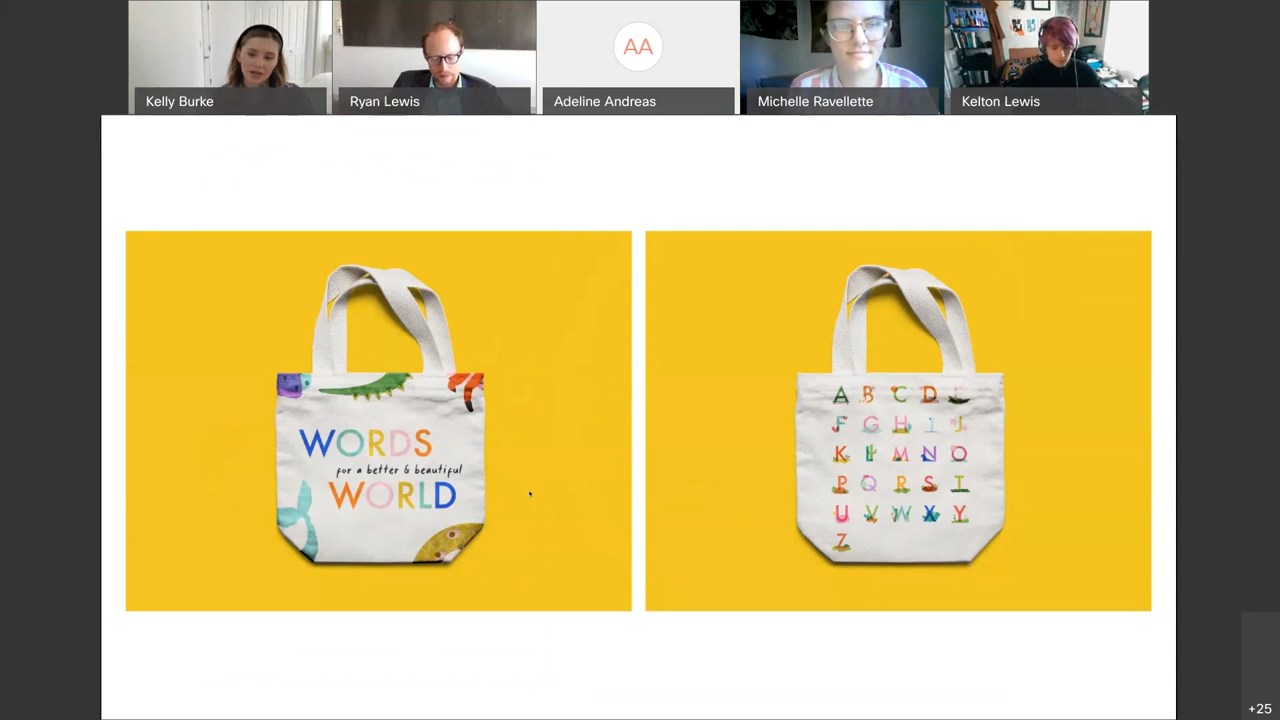 AA
Kelly Burke
Ryan Lewis
Adeline Andreas
Michelle Ravellette
Kelton Lewis
WORDS
for a better & beautiful
WORLD
A B C D E
F G H I J
K L M N O
P Q R S T
U V W X Y
Z
+25